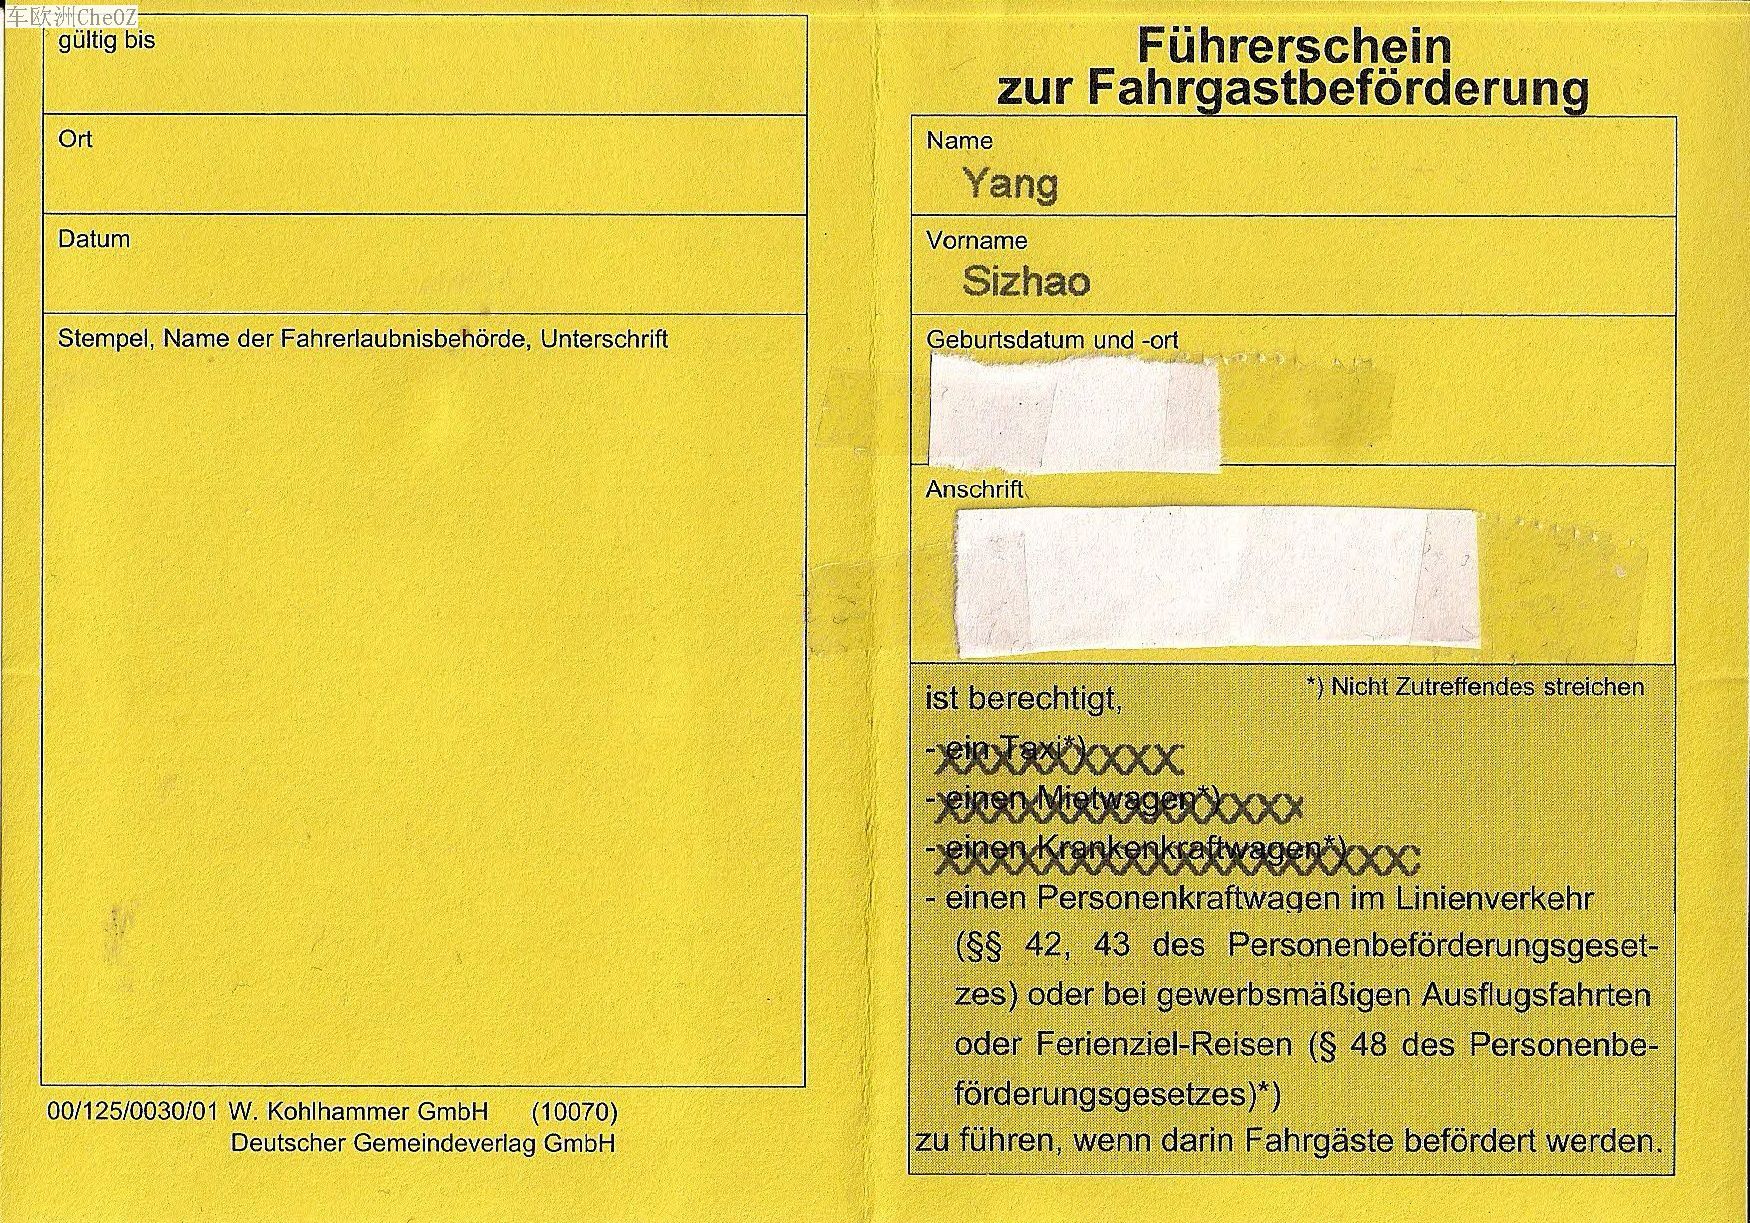 车欧洲CheOZ
gültig bis
Ort
Datum
Stempel, Name der Fahrerlaubnisbehörde, Unterschrift
00/125/0030/01 W. Kohlhammer GmbH (10070)
Deutscher Gemeindeverlag GmbH
Führerschein
zur Fahrgastbeförderung
Name
Yang
Vorname
Sizhao
Geburtsdatum und -ort
Anschrift
*) Nicht Zutreffendes streichen
ist berechtigt,
- ein Taxi*)
- einen Mietwagen*)
- einen Krankenkraftwagen*)
- einen Personenkraftwagen im Linienverkehr
(§§ 42, 43 des Personenbeförderungsgeset-
zes) oder bei gewerbsmäßigen Ausflugsfahrten
oder Ferienziel-Reisen (§ 48 des Personenbe-
förderungsgesetzes)*)
zu führen, wenn darin Fahrgäste befördert werden.